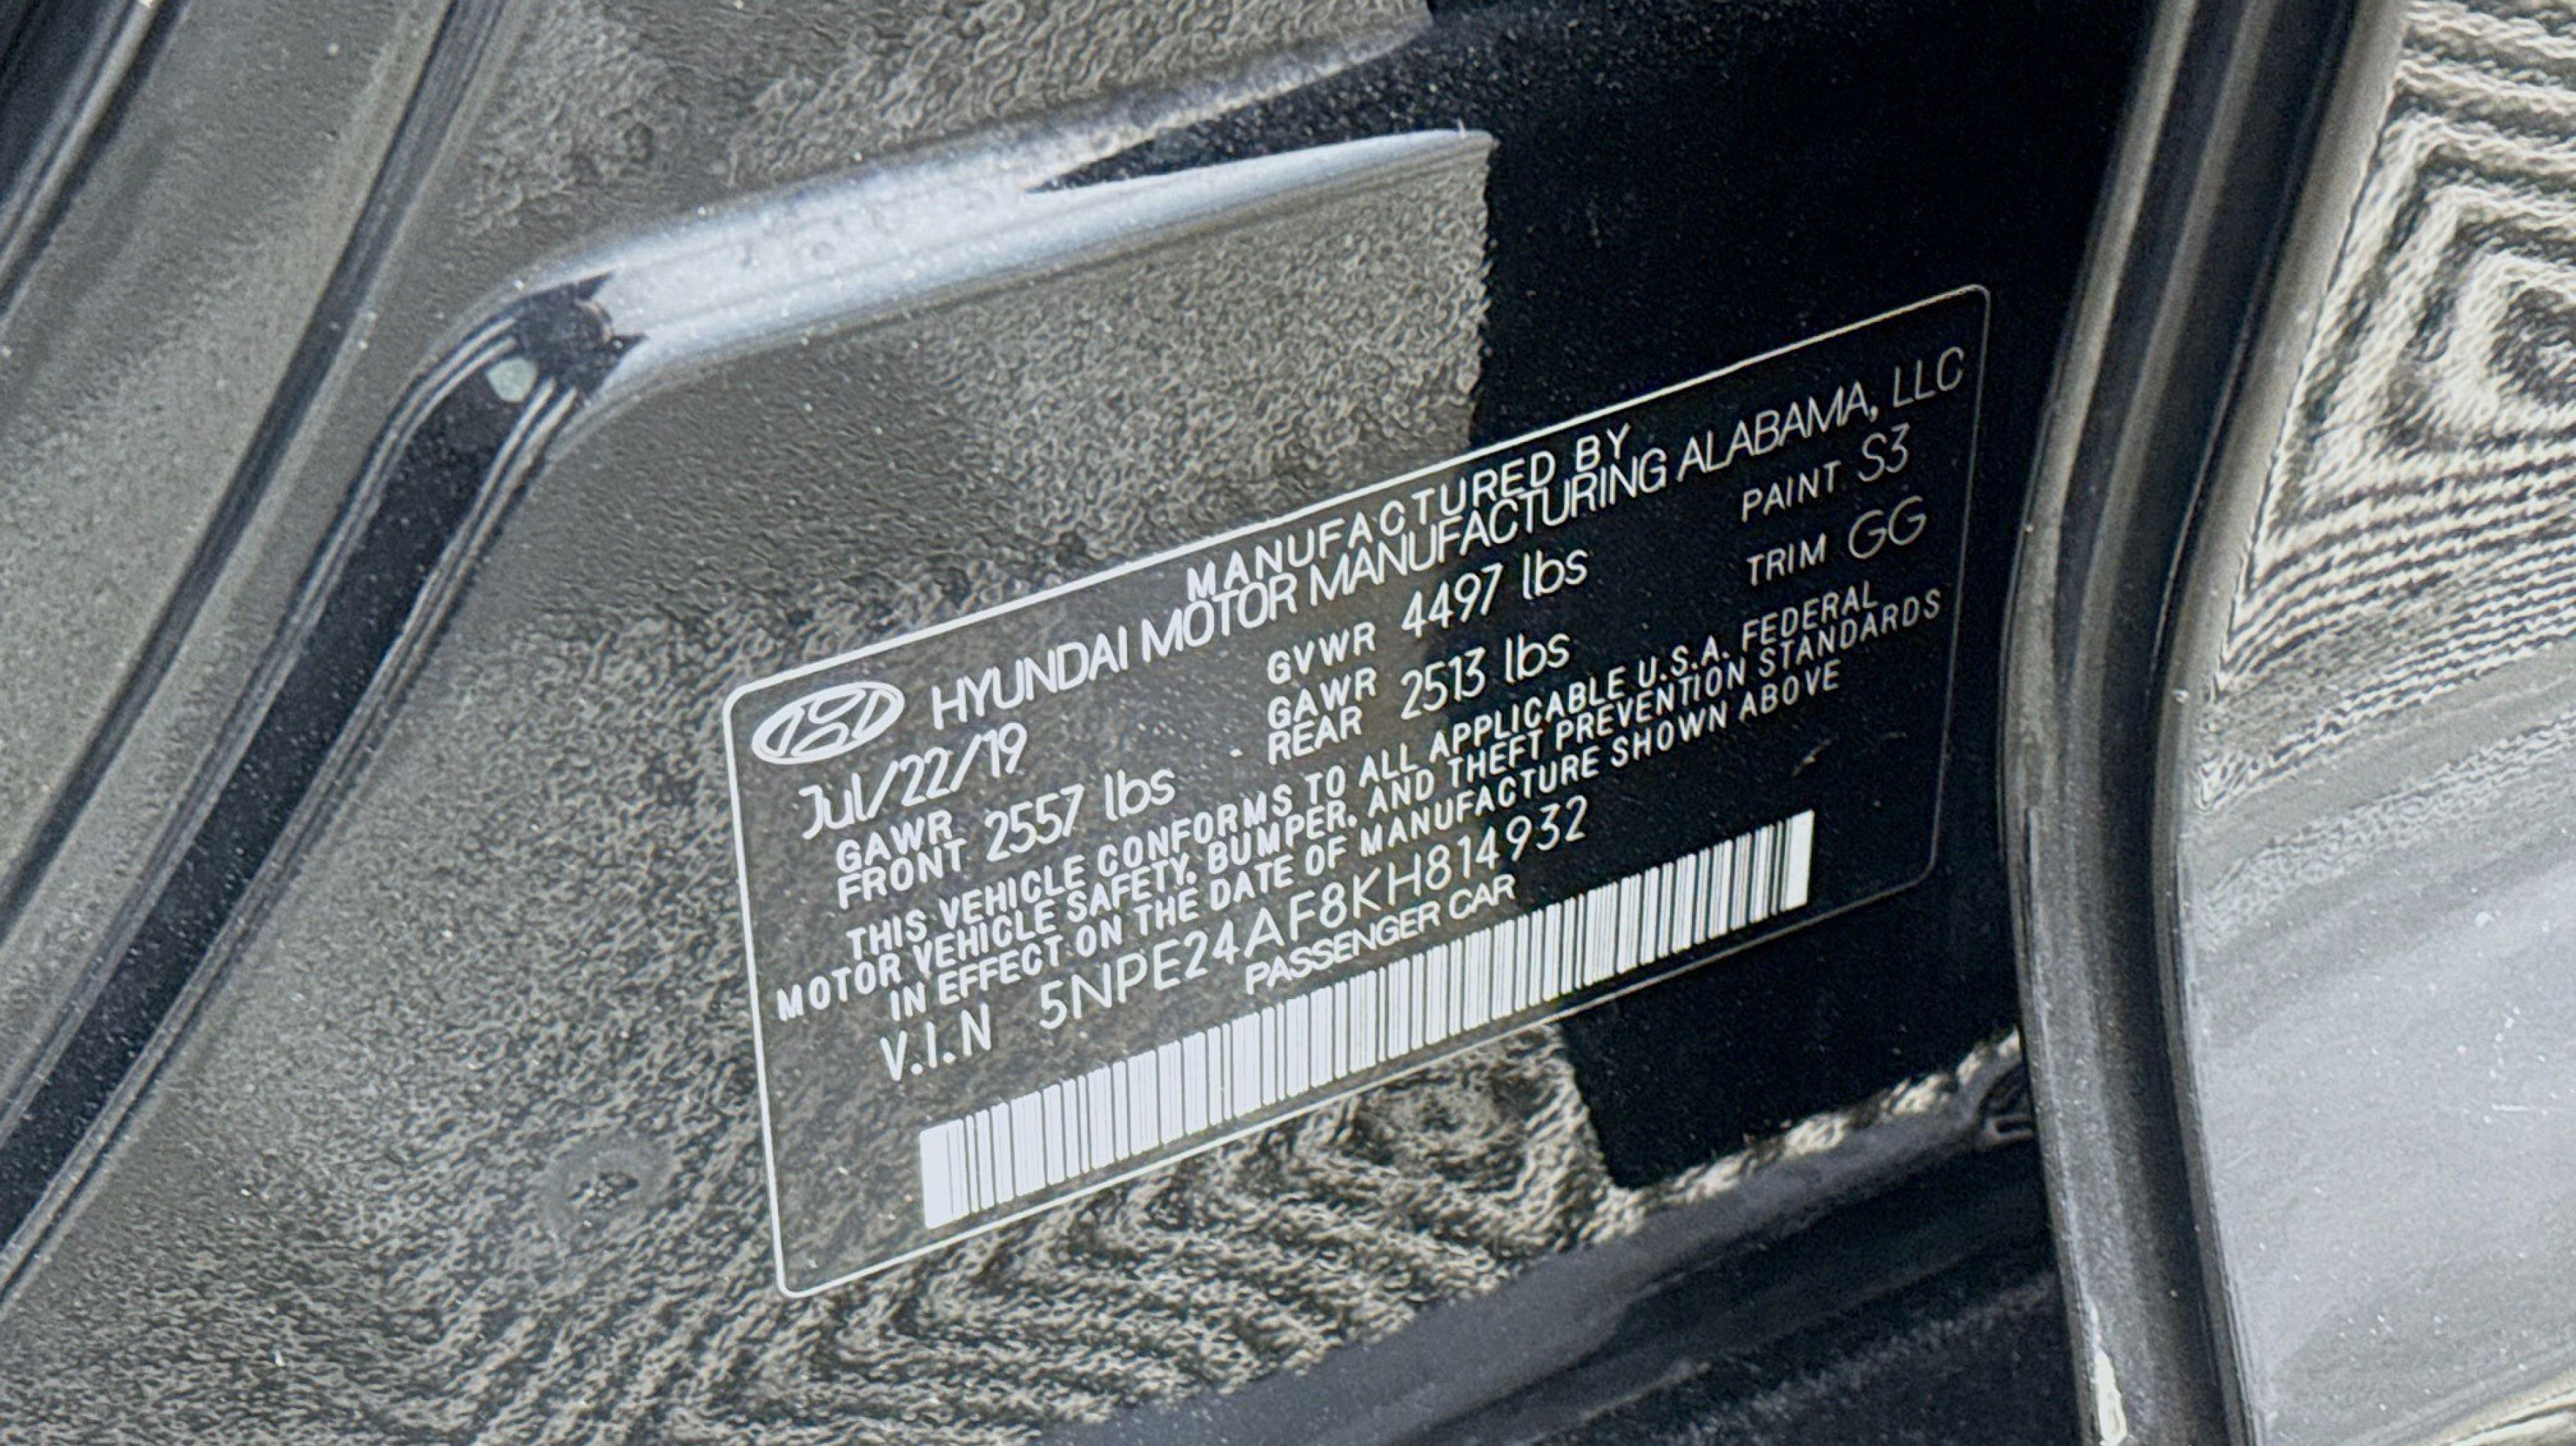 MANUFACTURED BY
HYUNDAI MOTOR MANUFACTURING ALABAMA, LLC
Jul/22/19 GVWR 4497 lbs PAINT S3
GAWR FRONT 2557 lbs GAWR REAR 2513 lbs TRIM GG
THIS VEHICLE CONFORMS TO ALL APPLICABLE U.S.A. FEDERAL
MOTOR VEHICLE SAFETY, BUMPER, AND THEFT PREVENTION STANDARDS
IN EFFECT ON THE DATE OF MANUFACTURE SHOWN ABOVE
V.I.N 5NPE24AF8KH814932
PASSENGER CAR